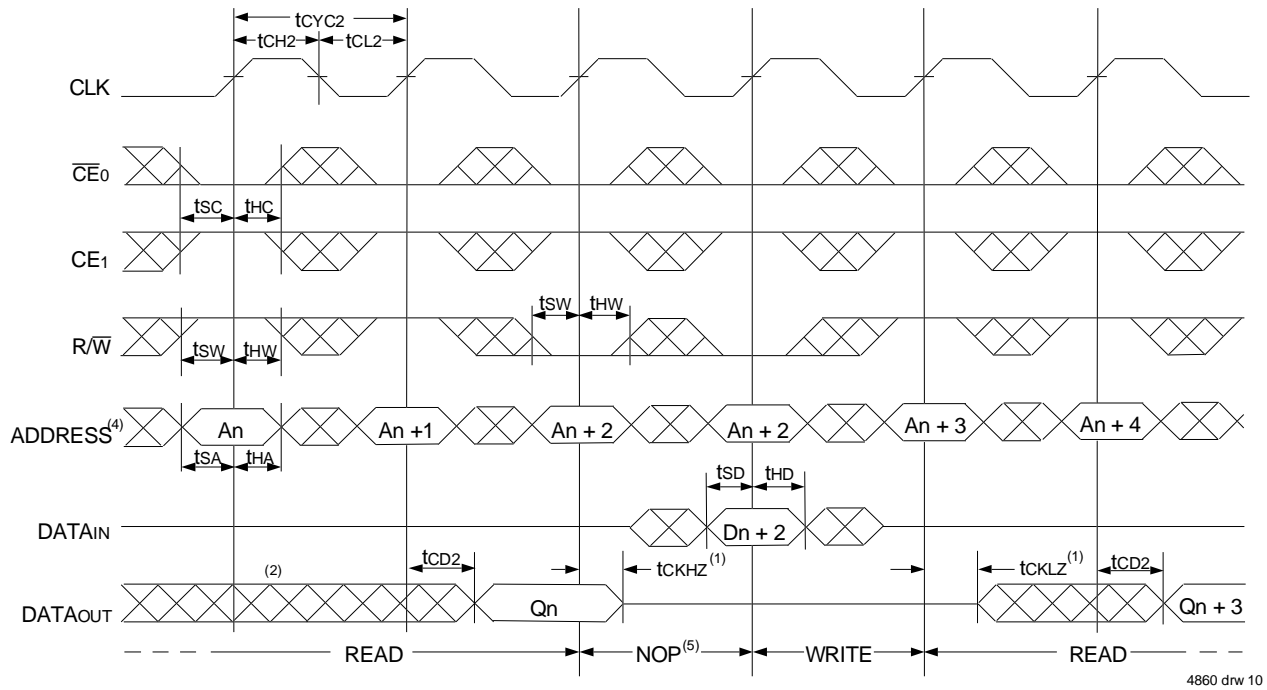 tCYC2
tCH2 tCL2
CLK
CE0
tSC tHC
CE1
tSW tHW
R/W
tSW tHW
ADDRESS(4) An An +1 An + 2 An + 2 An + 3 An + 4
tSA tHA
tSD tHD
DATAIN Dn + 2
tCD2 tCKHZ(1) tCKLZ(1) tCD2
(2)
DATAOUT Qn Qn + 3
READ NOP(5) WRITE READ
4860 drw 10